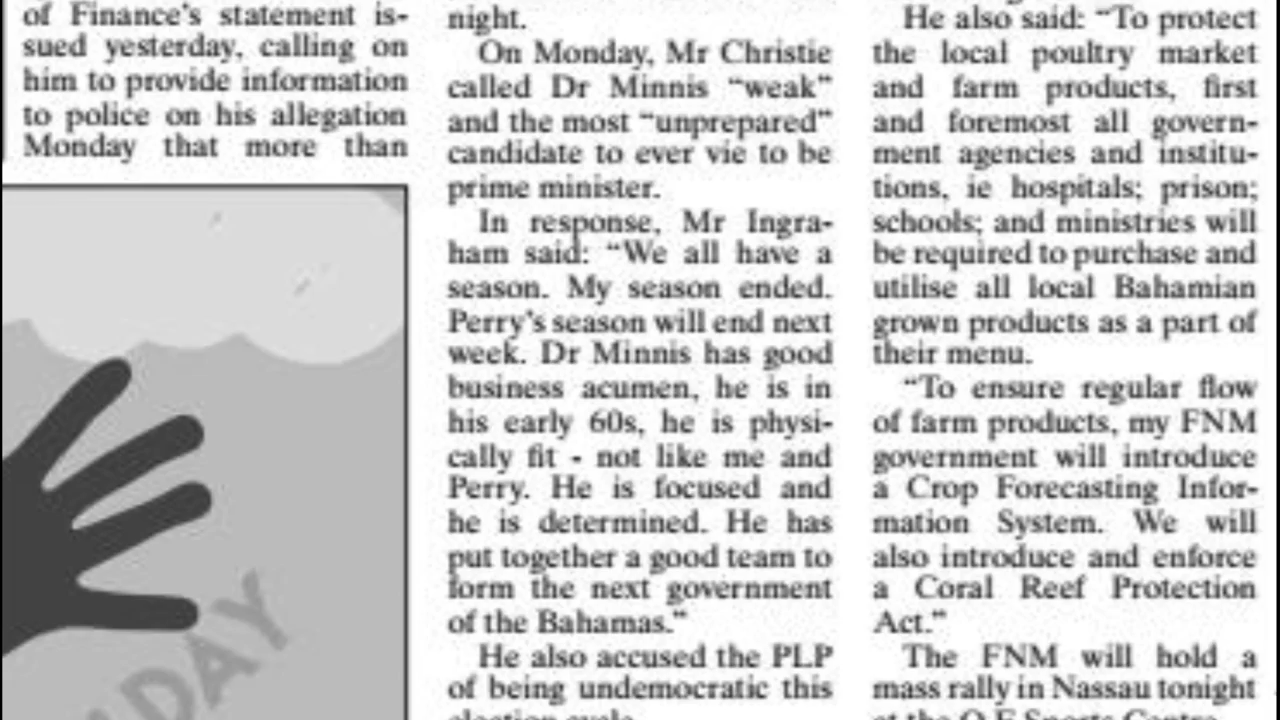 of Finance's statement is-
sued yesterday, calling on
him to provide information
to police on his allegation
Monday that more than
DAY
night.
On Monday, Mr Christie
called Dr Minnis "weak"
and the most "unprepared"
candidate to ever vie to be
prime minister.
In response, Mr Ingra-
ham said: "We all have a
season. My season ended.
Perry's season will end next
week. Dr Minnis has good
business acumen, he is in
his early 60s, he is physi-
cally fit - not like me and
Perry. He is focused and
he is determined. He has
put together a good team to
form the next government
of the Bahamas."
He also accused the PLP
of being undemocratic this
election cycle.
He also said: "To protect
the local poultry market
and farm products, first
and foremost all govern-
ment agencies and institu-
tions, ie hospitals; prison;
schools; and ministries will
be required to purchase and
utilise all local Bahamian
grown products as a part of
their menu.
"To ensure regular flow
of farm products, my FNM
government will introduce
a Crop Forecasting Infor-
mation System. We will
also introduce and enforce
a Coral Reef Protection
Act."
The FNM will hold a
mass rally in Nassau tonight
at the Q E Sports Centre